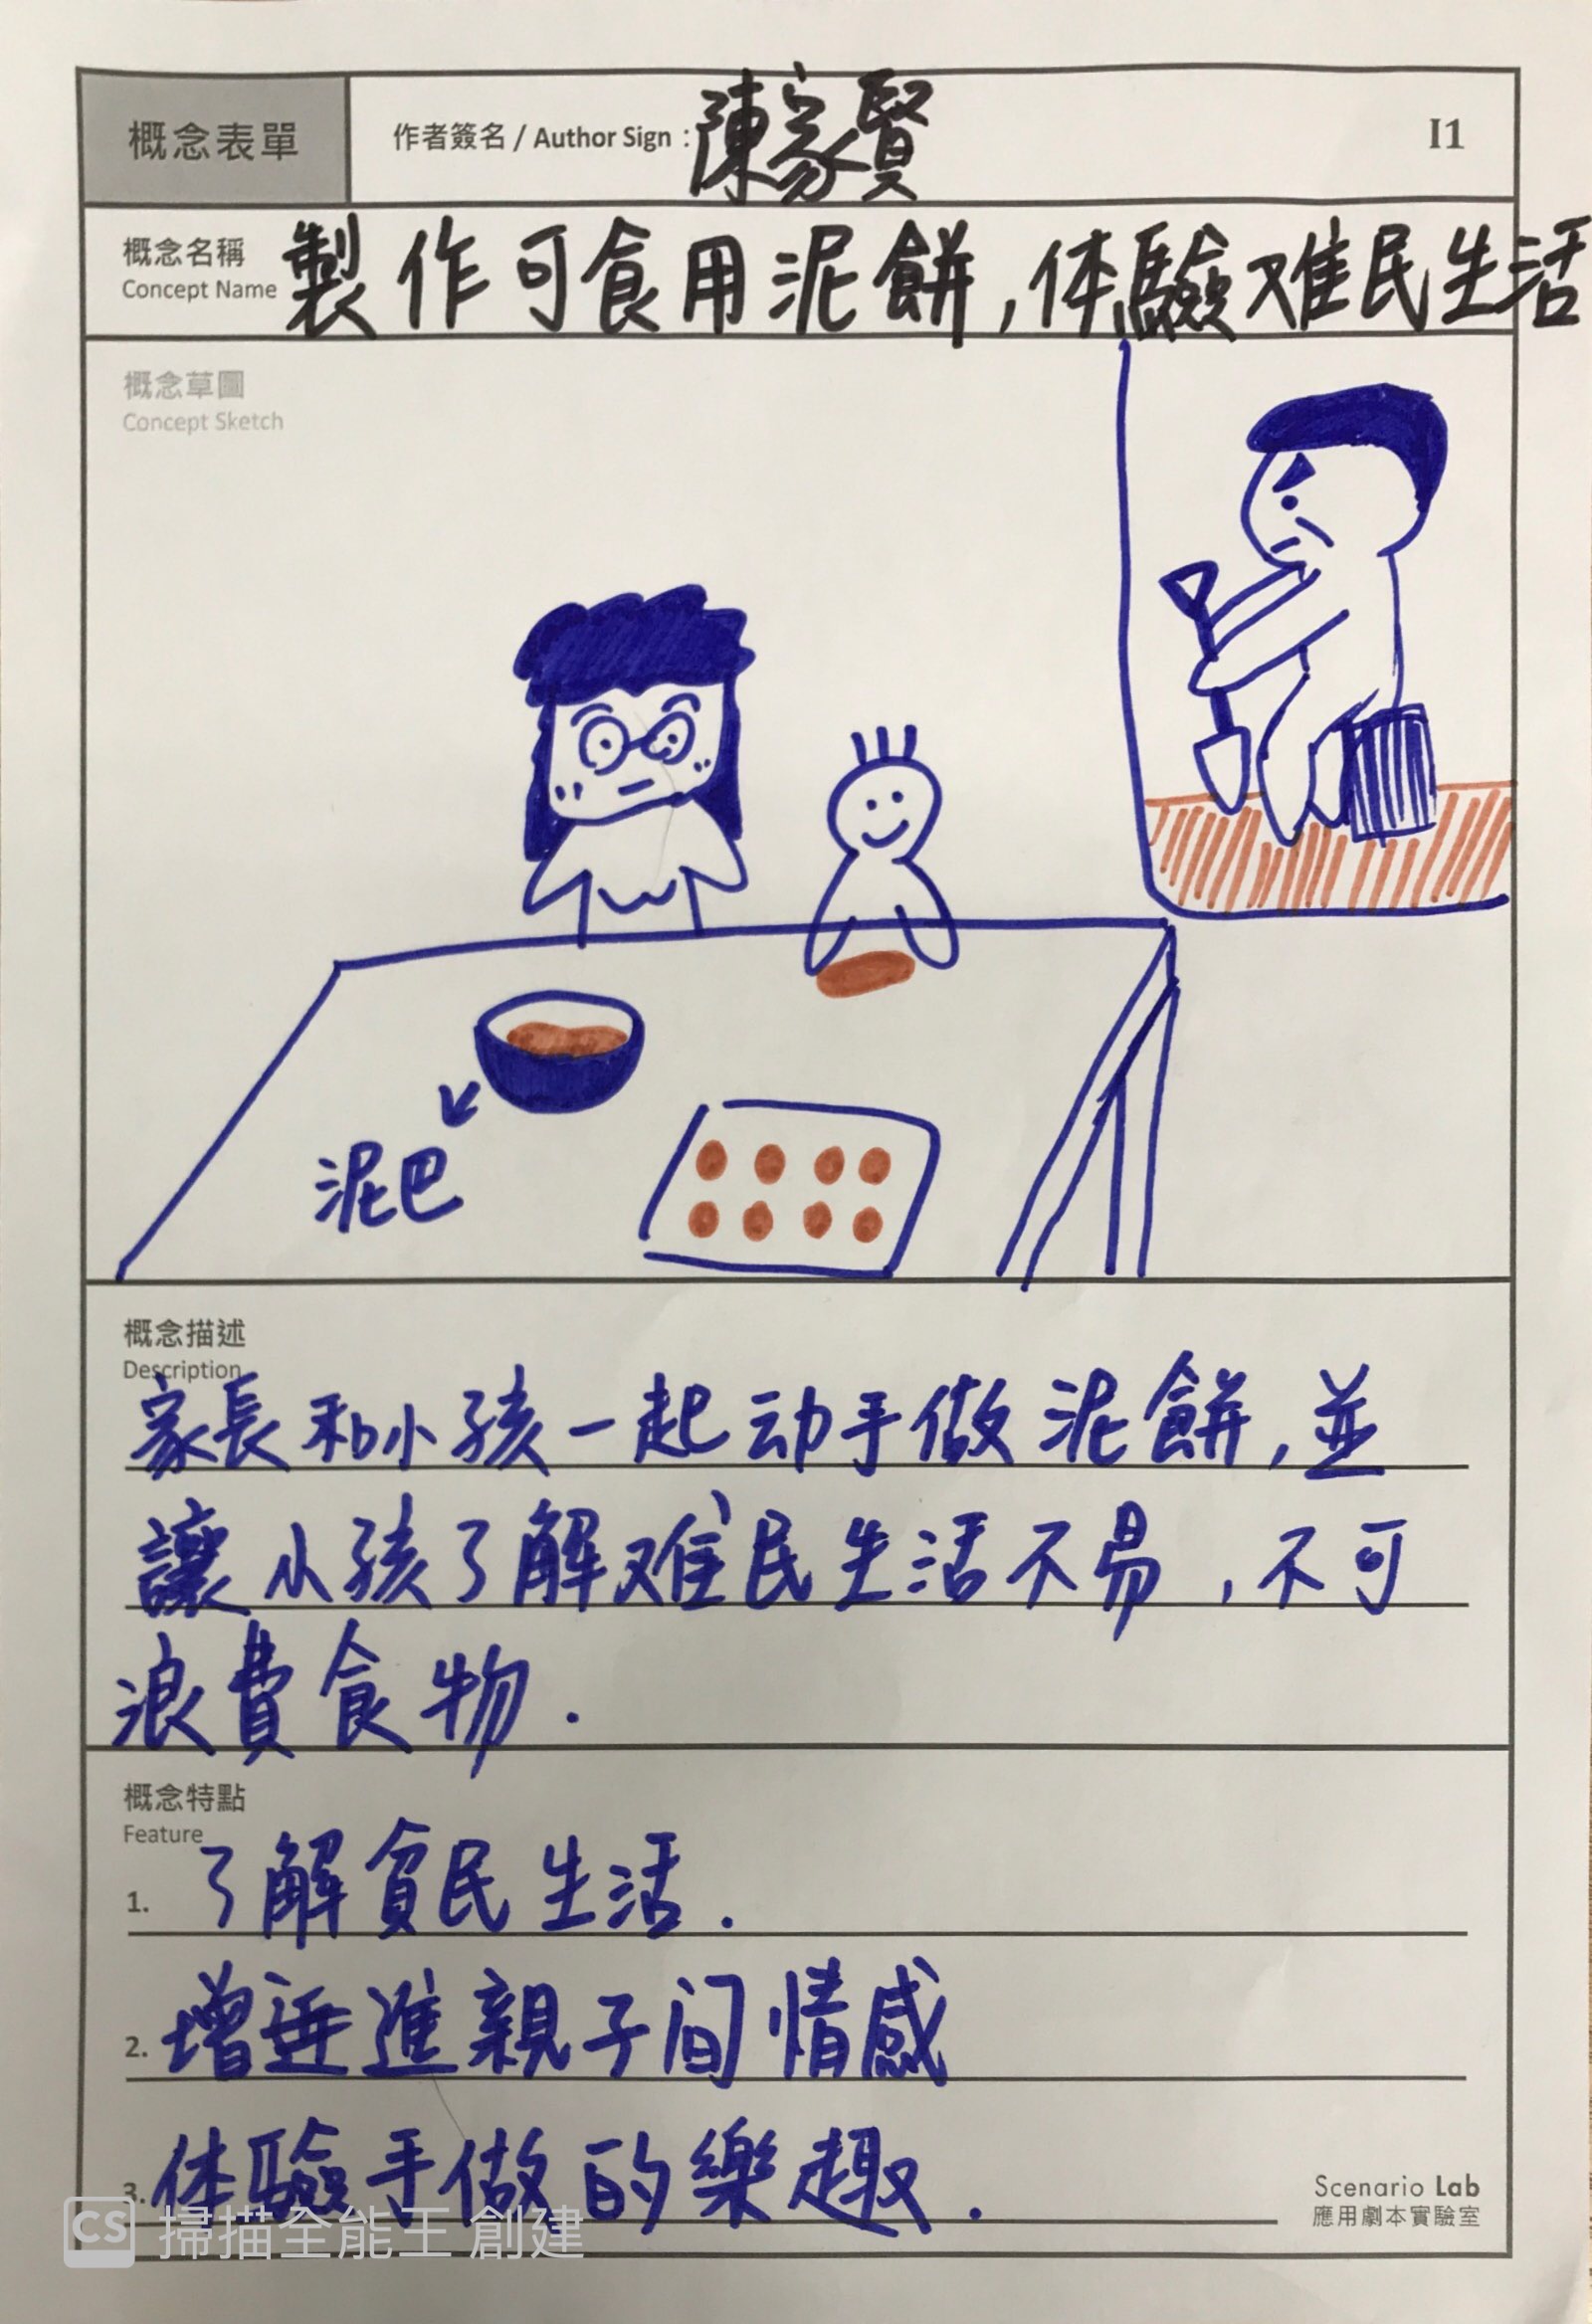 概念表單
作者簽名 / Author Sign : 陳家賢
I1
概念名稱
Concept Name
製作可食用泥餅,体驗难民生活
概念草圖
Concept Sketch
泥巴
概念描述
Description
家長和小孩一起动手做泥餅,並
讓小孩了解难民生活不易,不可
浪費食物.
概念特點
Feature
1. 了解貧民生活.
2. 增進親子间情感
3. 体驗手做的樂趣.
Scenario Lab
應用劇本實驗室
CS 掃描全能王 創建